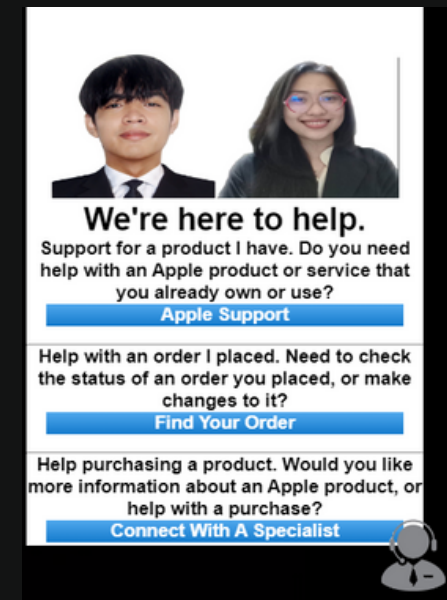 We're here to help.
Support for a product I have. Do you need
help with an Apple product or service that
you already own or use?
Apple Support
Help with an order I placed. Need to check
the status of an order you placed, or make
changes to it?
Find Your Order
Help purchasing a product. Would you like
more information about an Apple product, or
help with a purchase?
Connect With A Specialist